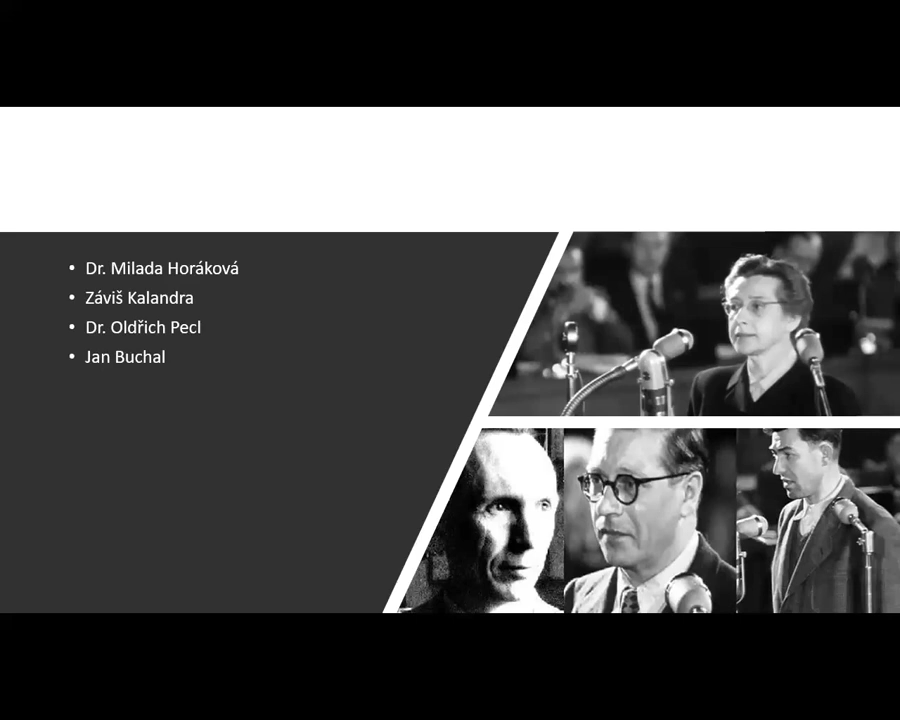 • Dr. Milada Horáková
• Záviš Kalandra
• Dr. Oldřich Pecl
• Jan Buchal